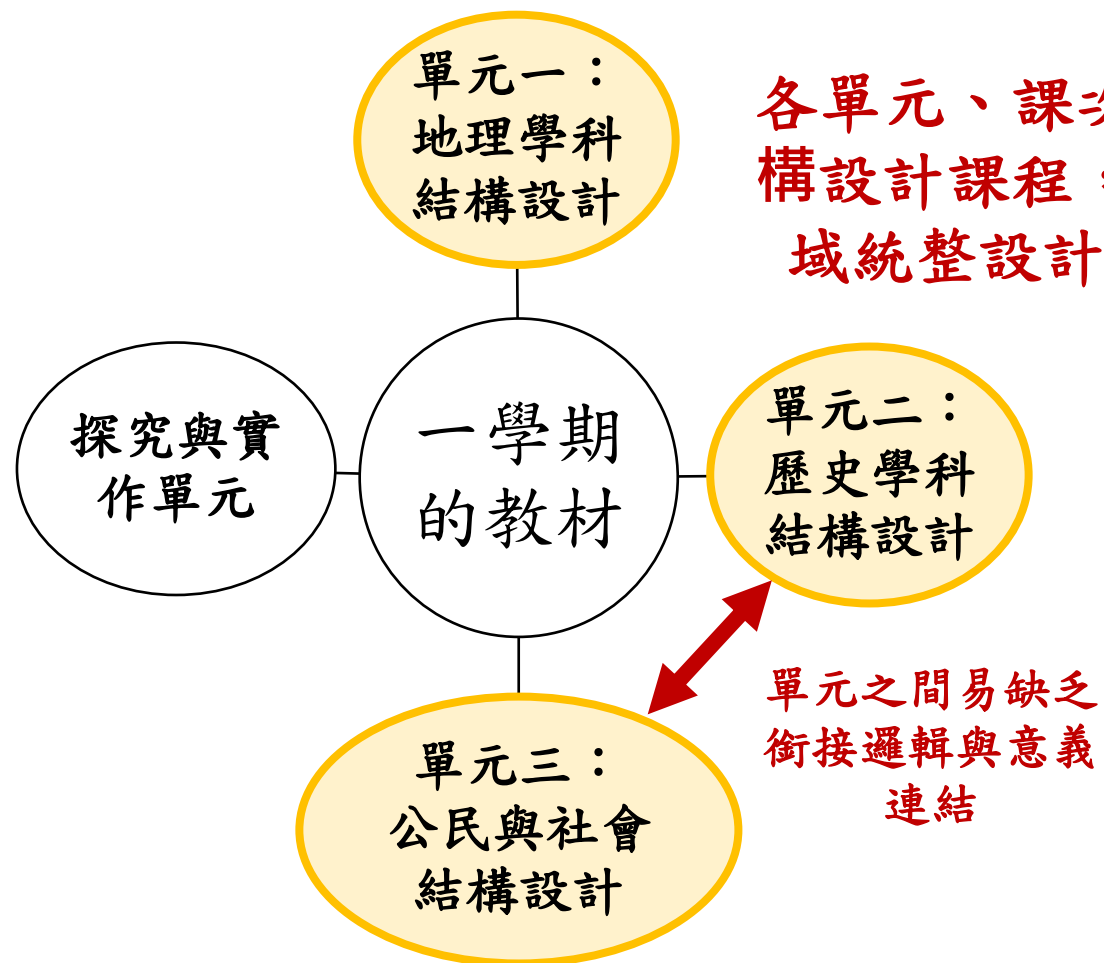 單元一：
地理學科
結構設計
各單元、課
構設計課程
域統整設計
探究與實
作單元
一學期
的教材
單元二：
歷史學科
結構設計
單元之間易缺乏
銜接邏輯與意義
連結
單元三：
公民與社會
結構設計